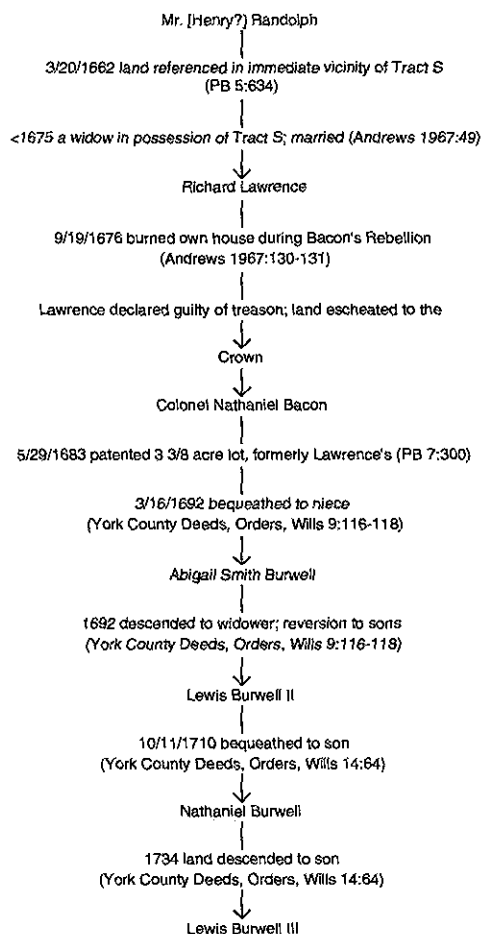 Mr. [Henry?] Randolph
3/20/1662 land referenced in immediate vicinity of Tract S
(PB 5:634)
<1675 a widow in possession of Tract S; married (Andrews 1967:49)
Richard Lawrence
9/19/1676 burned own house during Bacon's Rebellion
(Andrews 1967:130-131)
Lawrence declared guilty of treason; land escheated to the
Crown
Colonel Nathaniel Bacon
5/29/1683 patented 3 3/8 acre lot, formerly Lawrence's (PB 7:300)
3/16/1692 bequeathed to niece
(York County Deeds, Orders, Wills 9:116-118)
Abigail Smith Burwell
1692 descended to widower; reversion to sons
(York County Deeds, Orders, Wills 9:116-118)
Lewis Burwell II
10/11/1710 bequeathed to son
(York County Deeds, Orders, Wills 14:64)
Nathaniel Burwell
1734 land descended to son
(York County Deeds, Orders, Wills 14:64)
Lewis Burwell III